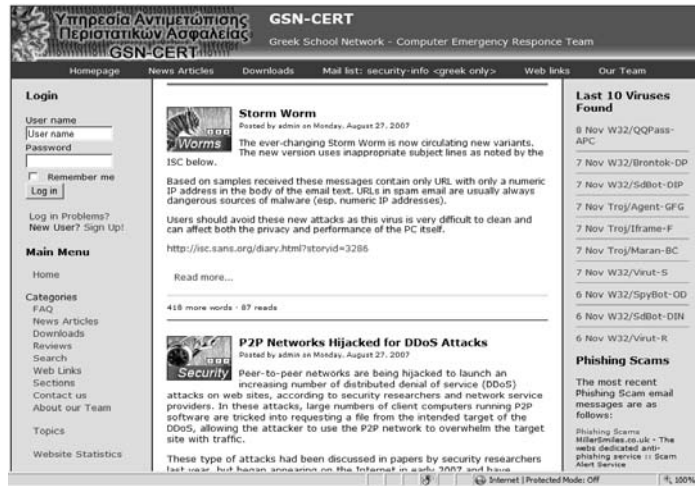 Υπηρεσία Αντιμετώπισης
Περιστατικών Ασφαλείας
GSN-CERT
GSN-CERT
Greek School Network - Computer Emergency Responce Team
Homepage News Articles Downloads Mail list: security-info <greek only> Web links Our Team
Login
User name
User name
Password
Remember me
Log in
Log in Problems?
New User? Sign Up!
Main Menu
Home
Categories
FAQ
News Articles
Downloads
Reviews
Search
Web Links
Sections
Contact us
About our Team
Topics
Website Statistics
Worms
Storm Worm
Posted by admin on Monday, August 27, 2007
The ever-changing Storm Worm is now circulating new variants.
The new version uses inappropriate subject lines as noted by the
ISC below.
Based on samples received these messages contain only URL with only a numeric
IP address in the body of the email text. URLs in spam email are usually always
dangerous sources of malware (esp. numeric IP addresses).
Users should avoid these new attacks as this virus is very difficult to clean and
can affect both the privacy and performance of the PC itself.
http://isc.sans.org/diary.html?storyid=3286
Read more...
418 more words · 87 reads
Security
P2P Networks Hijacked for DDoS Attacks
Posted by admin on Monday, August 27, 2007
Peer-to-peer networks are being hijacked to launch an
increasing number of distributed denial of service (DDoS)
attacks on web sites, according to security researchers and network service
providers. In these attacks, large numbers of client computers running P2P
software are tricked into requesting a file from the intended target of the
DDoS, allowing the attacker to use the P2P network to overwhelm the target
site with traffic.
These type of attacks had been discussed in papers by security researchers
last year, but began appearing on the Internet in early 2007 and have
Last 10 Viruses
Found
8 Nov W32/QQPass-
APC
7 Nov W32/Brontok-DP
7 Nov W32/SdBot-DIP
7 Nov Troj/Agent-GFG
7 Nov Troj/Iframe-F
7 Nov Troj/Maran-BC
7 Nov W32/Virut-S
6 Nov W32/SpyBot-OD
6 Nov W32/SdBot-DIN
6 Nov W32/Virut-R
Phishing Scams
The most recent
Phishing Scam email
messages are as
follows:
Phishing Scams
MillerSmiles.co.uk - The
webs dedicated anti-
phishing service :: Scam
Alert Service
Internet | Protected Mode: Off 100%